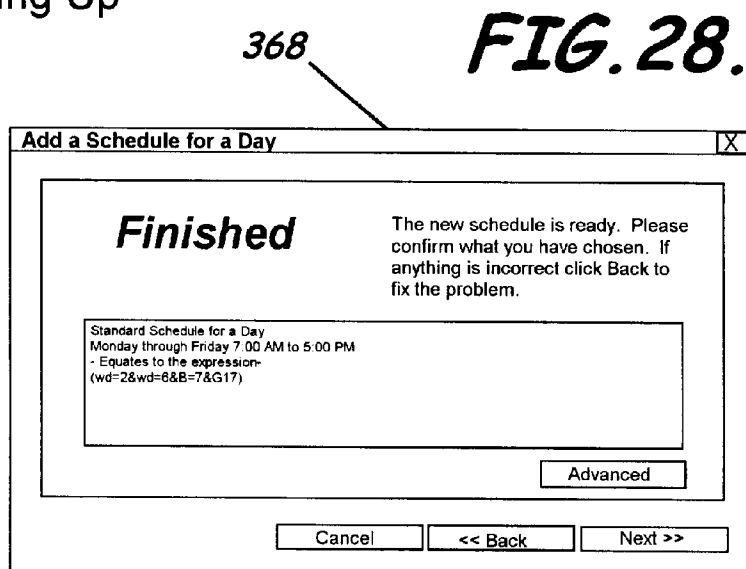 ing Up
368
FIG. 28.
Add a Schedule for a Day
X
Finished
The new schedule is ready. Please
confirm what you have chosen. If
anything is incorrect click Back to
fix the problem.
Standard Schedule for a Day
Monday through Friday 7:00 AM to 5:00 PM
- Equates to the expression-
(wd=2&wd=6&B=7&G17)
Advanced
Cancel
<< Back
Next >>